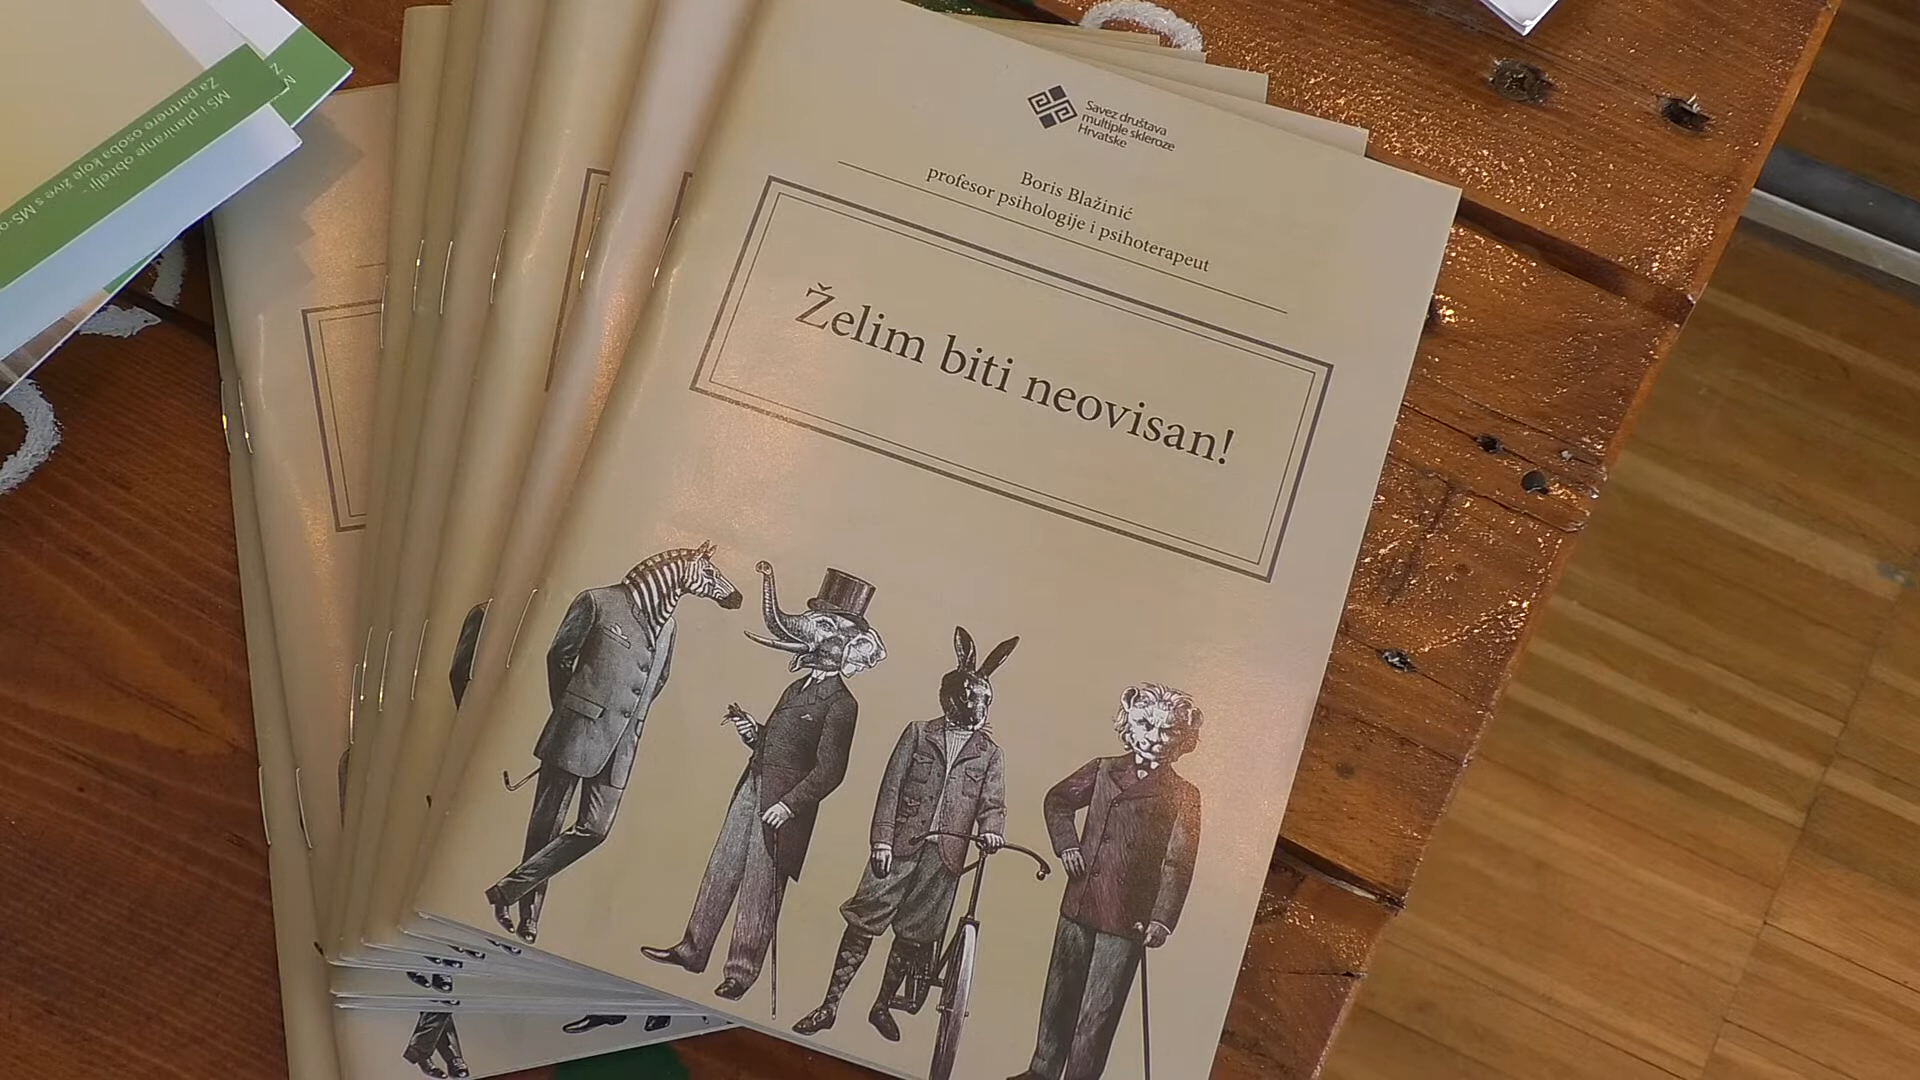 Savez društava
multiple skleroze
Hrvatske
Boris Blažinić
profesor psihologije i psihoterapeut
Želim biti neovisan!
MS i planiranje obitelji
Za partnere osoba koje žive s MS-o
M
Z